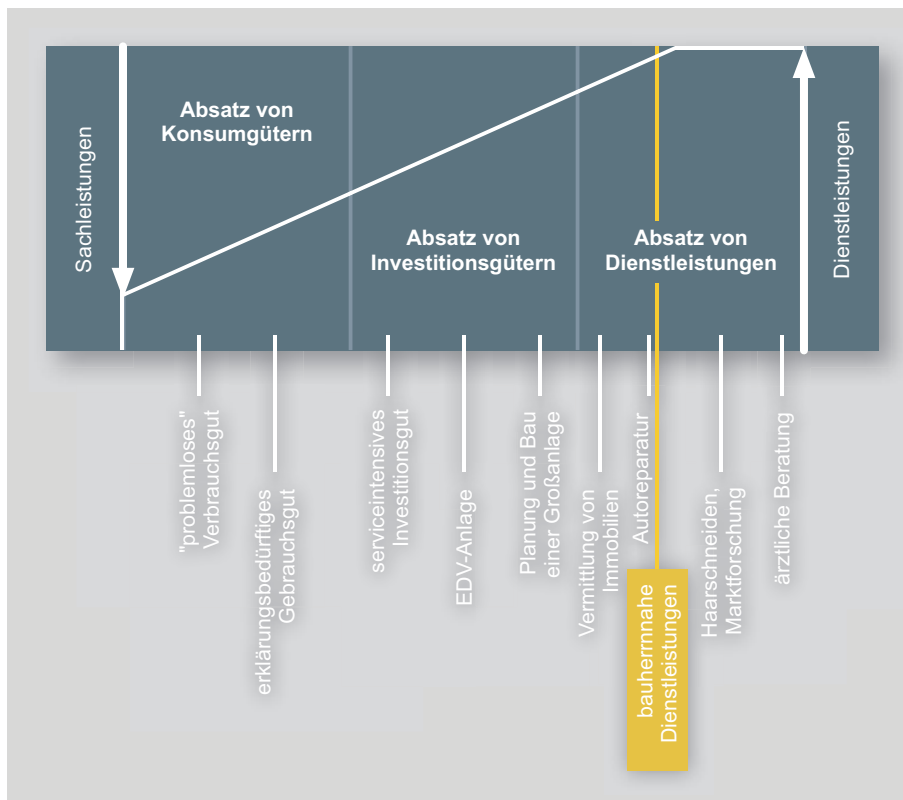 Sachleistungen
Absatz von
Konsumgütern
Absatz von
Investitionsgütern
Absatz von
Dienstleistungen
Dienstleistungen
"problemloses"
Verbrauchsgut
erklärungsbedürftiges
Gebrauchsgut
serviceintensives
Investitionsgut
EDV-Anlage
Planung und Bau
einer Großanlage
Vermittlung von
Immobilien
Autoreparatur
bauherrnnahe
Dienstleistungen
Haarschneiden,
Marktforschung
ärztliche Beratung